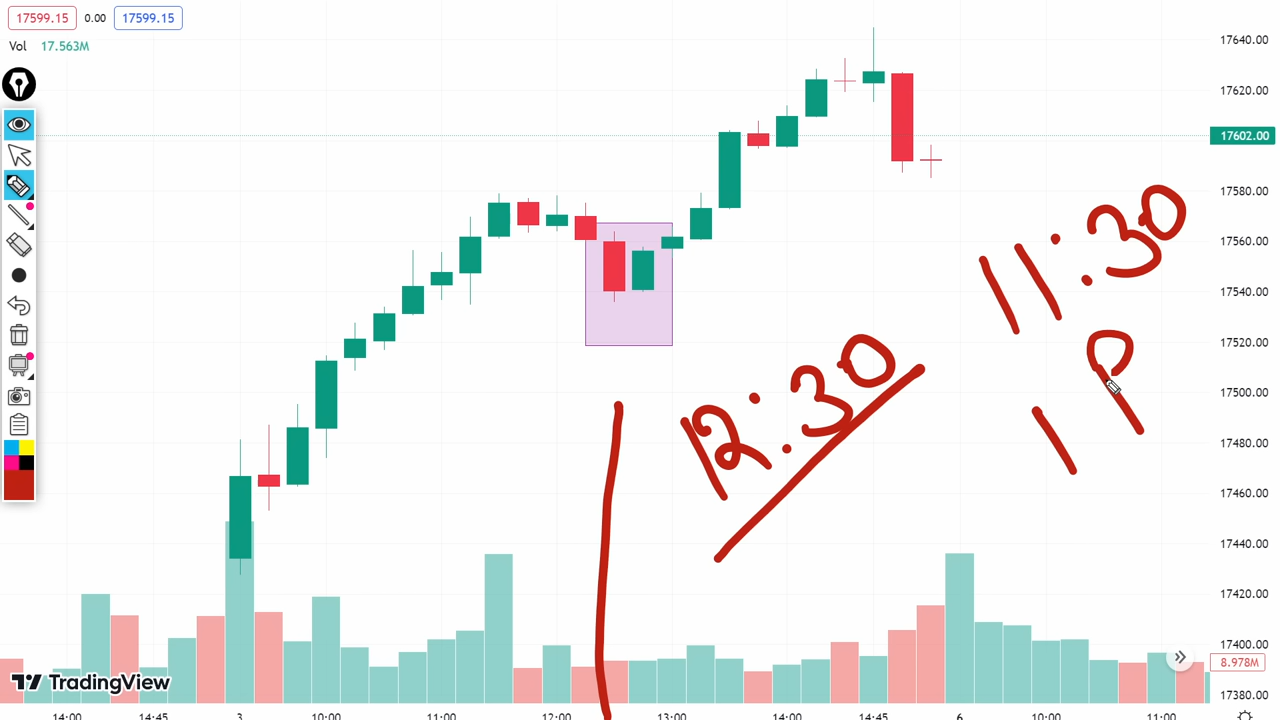 17599.15 0.00 17599.15
Vol 17.563M
17640.00
17620.00
17602.00
17580.00
17560.00
17540.00
17520.00
17500.00
17480.00
17460.00
17440.00
17420.00
17400.00
8.978M
17380.00
11:30
1 P
12:30
TradingView
14:00 14:45 3 10:00 11:00 12:00 13:00 14:00 14:45 6 10:00 11:00